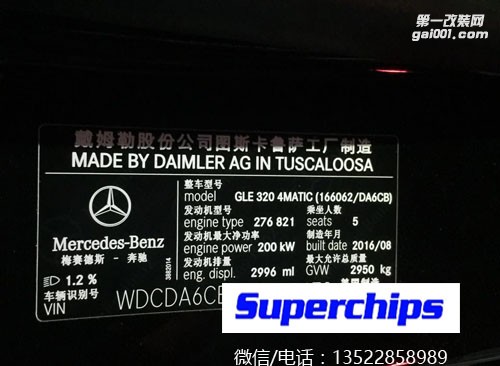 第一改装网
gai001.com
戴姆勒股份公司图斯卡鲁萨工厂制造
MADE BY DAIMLER AG IN TUSCALOOSA
整车型号
model GLE 320 4MATIC (166062/DA6CB)
发动机型号 乘坐人数
engine type 276 821 seats 5
发动机最大净功率 制造年月
engine power 200 kW built date 2016/08
发动机排量 最大允许总质量
eng. displ. 2996 ml GVW 2950 kg
Mercedes-Benz
梅赛德斯 - 奔驰
1.2 %
车辆识别号
VIN WDCDA6CB
Superchips
微信/电话：13522858989